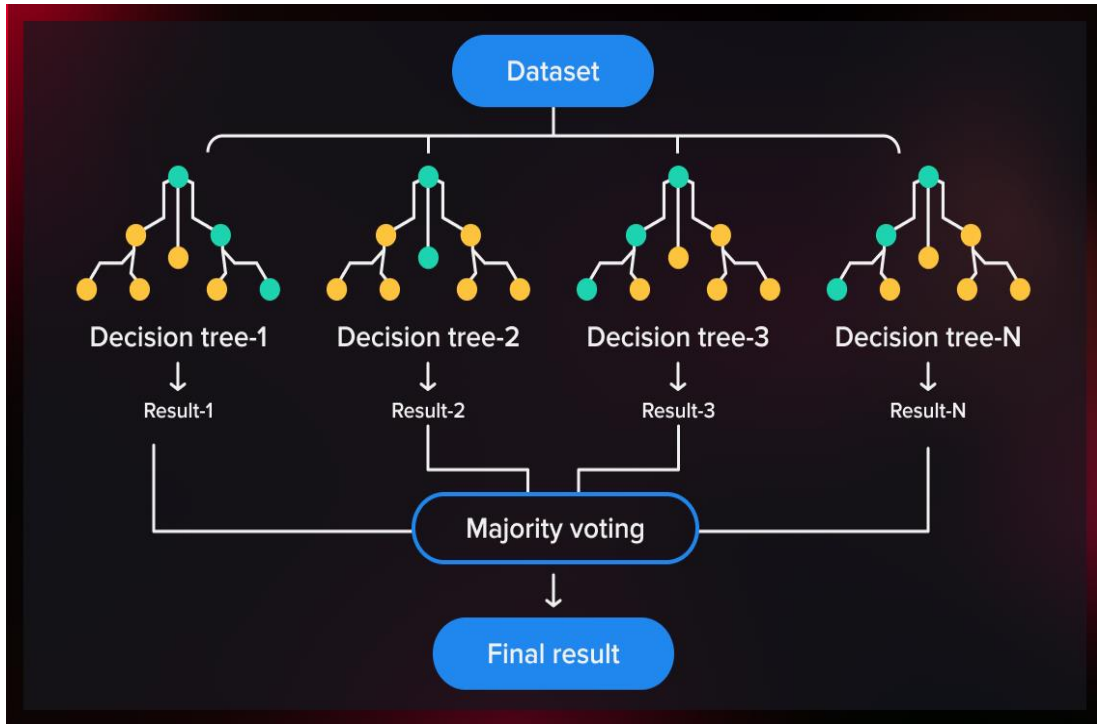 Dataset
Decision tree-1
Decision tree-2
Decision tree-3
Decision tree-N
Result-1
Result-2
Result-3
Result-N
Majority voting
Final result